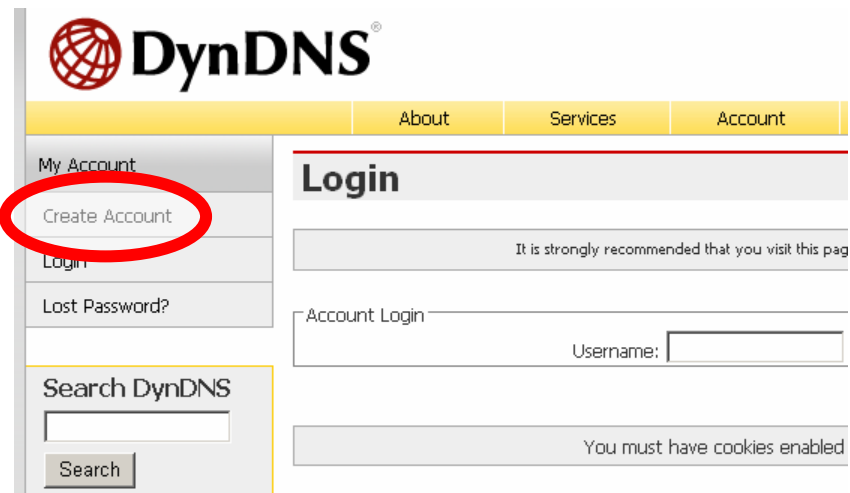 DynDNS®
About Services Account
My Account
Create Account
Login
Lost Password?
Search DynDNS
Search
Login
It is strongly recommended that you visit this pag
Account Login
Username:
You must have cookies enabled